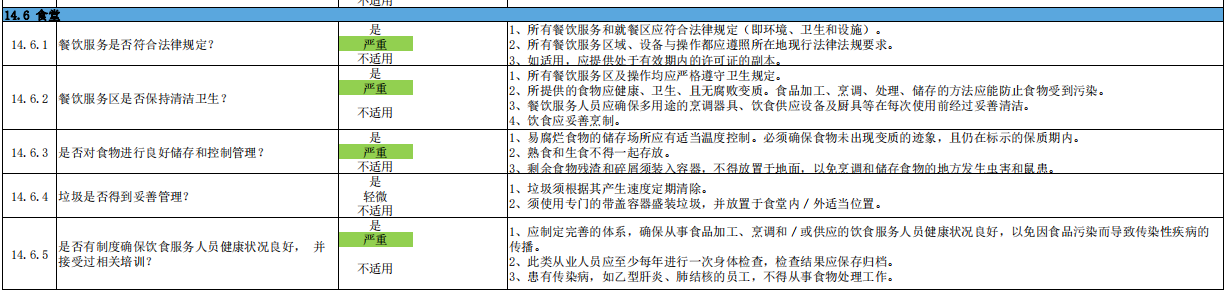 不适用
14.6 食堂
14.6.1
餐饮服务是否符合法律规定？
是
严重
不适用
1、所有餐饮服务和就餐区应符合法律规定（即环境、卫生和设施）。
2、所有餐饮服务区域、设备与操作都应遵照所在地现行法律法规要求。
3、如适用，应提供处于有效期内的许可证的副本。
14.6.2
餐饮服务区是否保持清洁卫生？
是
严重
不适用
1、所有餐饮服务区及操作均应严格遵守卫生规定。
2、所提供的食物应健康、卫生、且无腐败变质。食品加工、烹调、处理、储存的方法应能防止食物受到污染。
3、餐饮服务人员应确保多用途的烹调器具、饮食供应设备及厨具等在每次使用前经过妥善清洁。
4、饮食应妥善烹制。
14.6.3
是否对食物进行良好储存和控制管理？
是
严重
不适用
1、易腐烂食物的储存场所应有适当温度控制。必须确保食物未出现变质的迹象，且仍在标示的保质期内。
2、熟食和生食不得一起存放。
3、剩余食物残渣和碎屑须装入容器，不得放置于地面，以免烹调和储存食物的地方发生虫害和鼠患。
14.6.4
垃圾是否得到妥善管理？
是
轻微
不适用
1、垃圾须根据其产生速度定期清除。
2、须使用专门的带盖容器盛装垃圾，并放置于食堂内／外适当位置。
14.6.5
是否有制度确保饮食服务人员健康状况良好， 并
接受过相关培训？
是
严重
不适用
1、应制定完善的体系，确保从事食品加工、烹调和／或供应的饮食服务人员健康状况良好，以免因食品污染而导致传染性疾病的
传播。
2、此类从业人员应至少每年进行一次身体检查，检查结果应保存归档。
3、患有传染病，如乙型肝炎、肺结核的员工，不得从事食物处理工作。